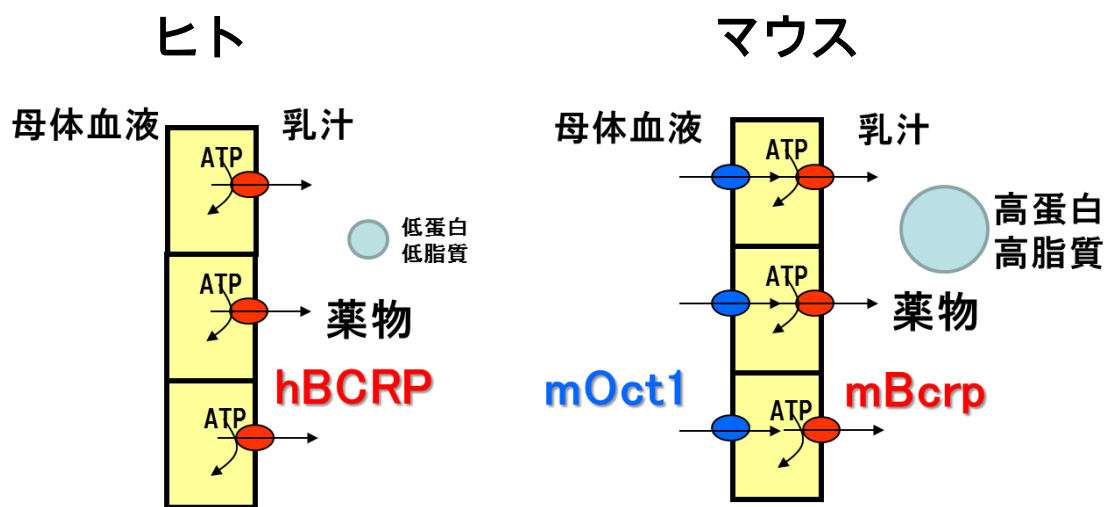 ヒト
母体血液
乳汁
ATP
低蛋白
低脂質
ATP
薬物
hBCRP
ATP
マウス
母体血液
乳汁
ATP
高蛋白
高脂質
ATP
薬物
mOct1
mBcrp
ATP